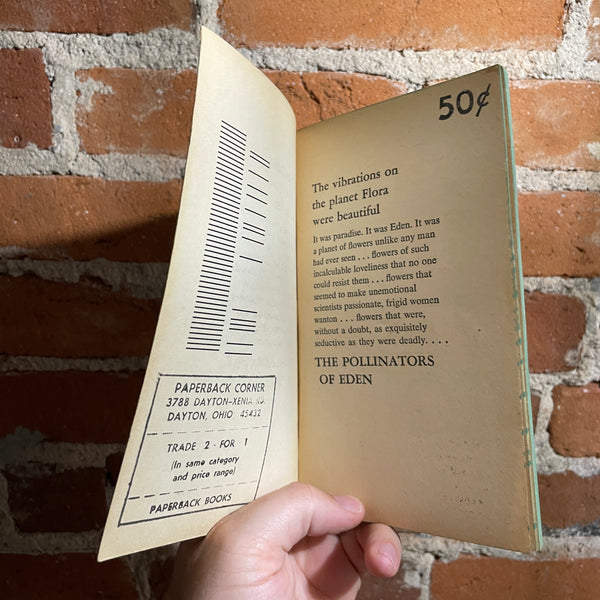 PAPERBACK CORNER
3788 DAYTON-XENIA RD.
DAYTON, OHIO 45432
TRADE 2 - FOR 1
(In same category
and price range)
PAPERBACK BOOKS
50¢
The vibrations on
the planet Flora
were beautiful
It was paradise. It was Eden. It was
a planet of flowers unlike any man
had ever seen . . . flowers of such
incalculable loveliness that no one
could resist them . . . flowers that
seemed to make unemotional
scientists passionate, frigid women
wanton . . . flowers that were,
without a doubt, as exquisitely
seductive as they were deadly. . . .
THE POLLINATORS
OF EDEN